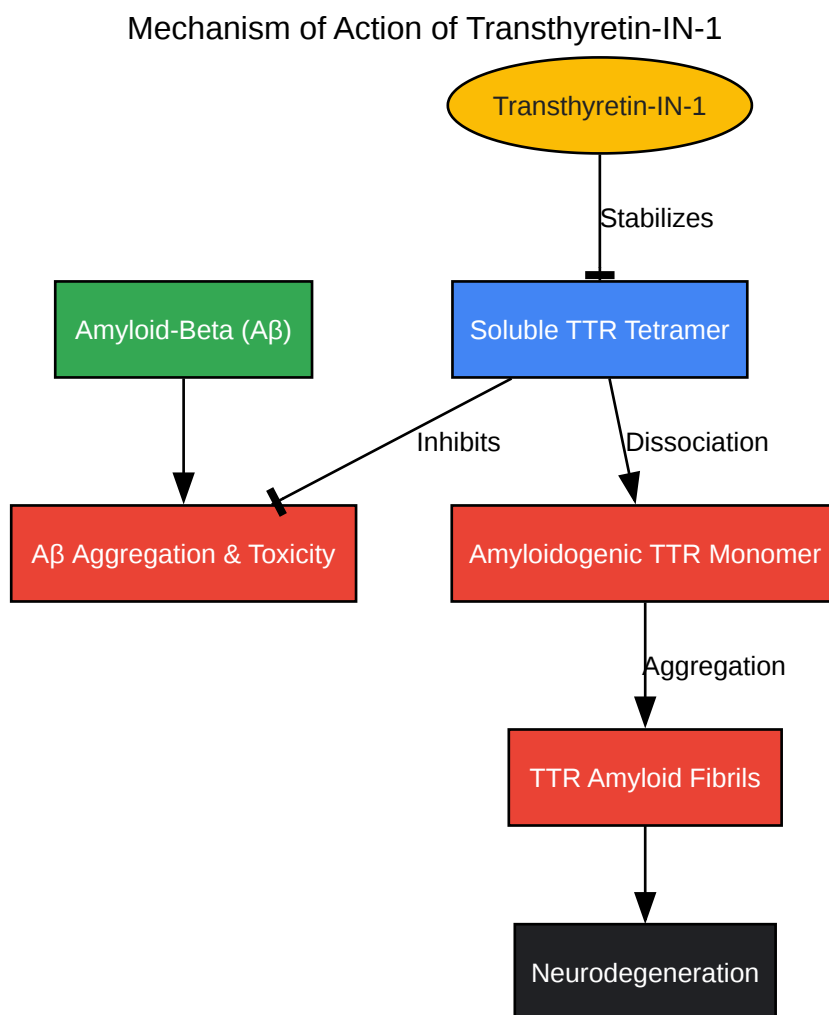 Mechanism of Action of Transthyretin-IN-1
Transthyretin-IN-1
Stabilizes
Amyloid-Beta (Aβ)
Soluble TTR Tetramer
Inhibits
Dissociation
Aβ Aggregation & Toxicity
Amyloidogenic TTR Monomer
Aggregation
TTR Amyloid Fibrils
Neurodegeneration